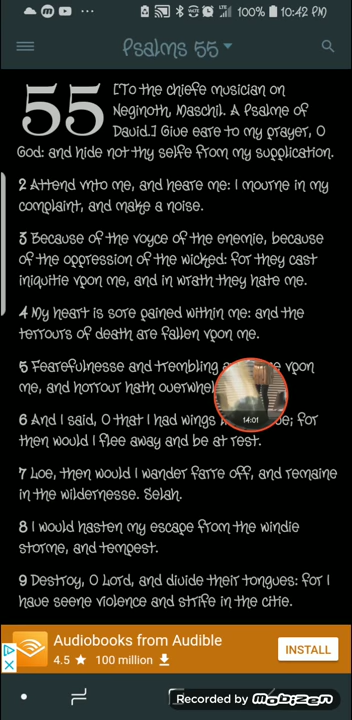 100% 10:42 PM
Psalms 55
55 [To the chiefe musician on
Neginoth, Maschil. A Psalme of
Dauid.] Giue eare to my prayer, O
God: and hide not thy selfe from my supplication.
2 Attend vnto me, and heare me: I mourne in my
complaint, and make a noise.
3 Because of the voyce of the enemie, because
of the oppression of the wicked: for they cast
iniquitie vpon me, and in wrath they hate me.
4 My heart is sore pained within me: and the
terrours of death are fallen vpon me.
5 Fearefulnesse and trembling vpon
me, and horrour hath
14:01
6 And I said, O that I had wings for
then would I flee away and be at rest.
7 Loe, then would I wander farre off, and remaine
in the wildernesse. Selah.
8 I would hasten my escape from the windie
storme, and tempest.
9 Destroy, O Lord, and diuide their tongues: for I
haue seene violence and strife in the citie.
Audiobooks from Audible
4.5 ★ 100 million
INSTALL
Recorded by mobizen